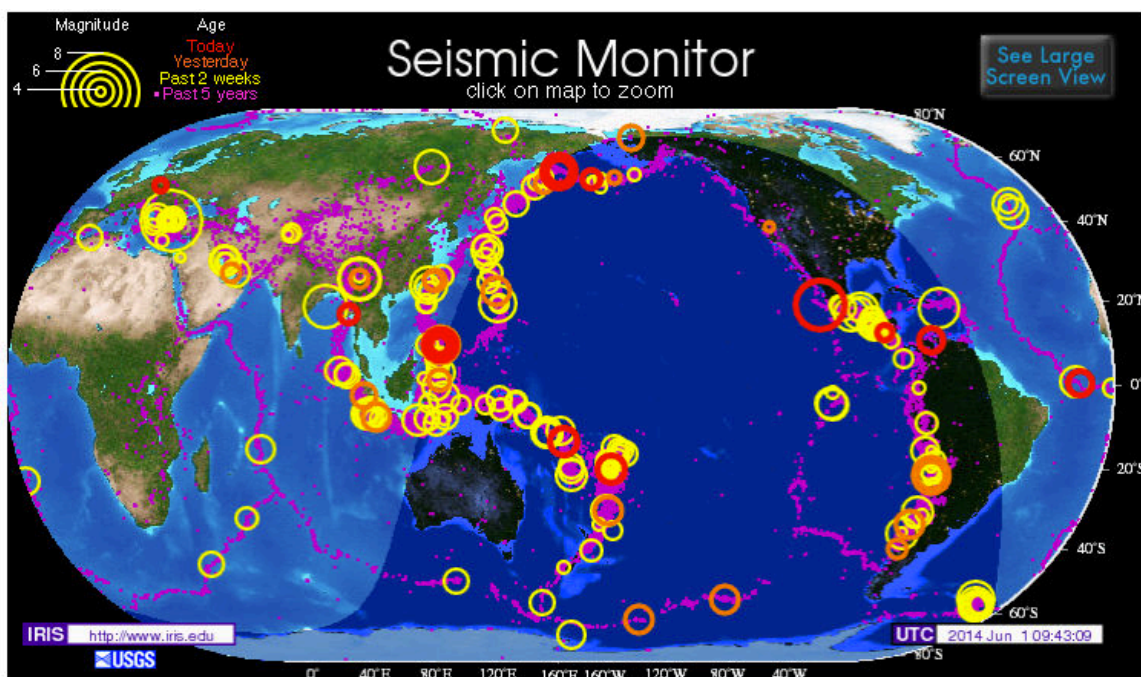 Magnitude
Age
Seismic Monitor
click on map to zoom
See Large
Screen View
8
6
4
Today
Yesterday
Past 2 weeks
Past 5 years
80°N
60°N
40°N
20°N
0°
20°S
40°S
60°S
80°S
IRIS http://www.iris.edu
USGS
UTC 2014 Jun 1 09:43:09
0° 40°E 80°E 120°E 160°E 160°W 120°W 80°W 40°W